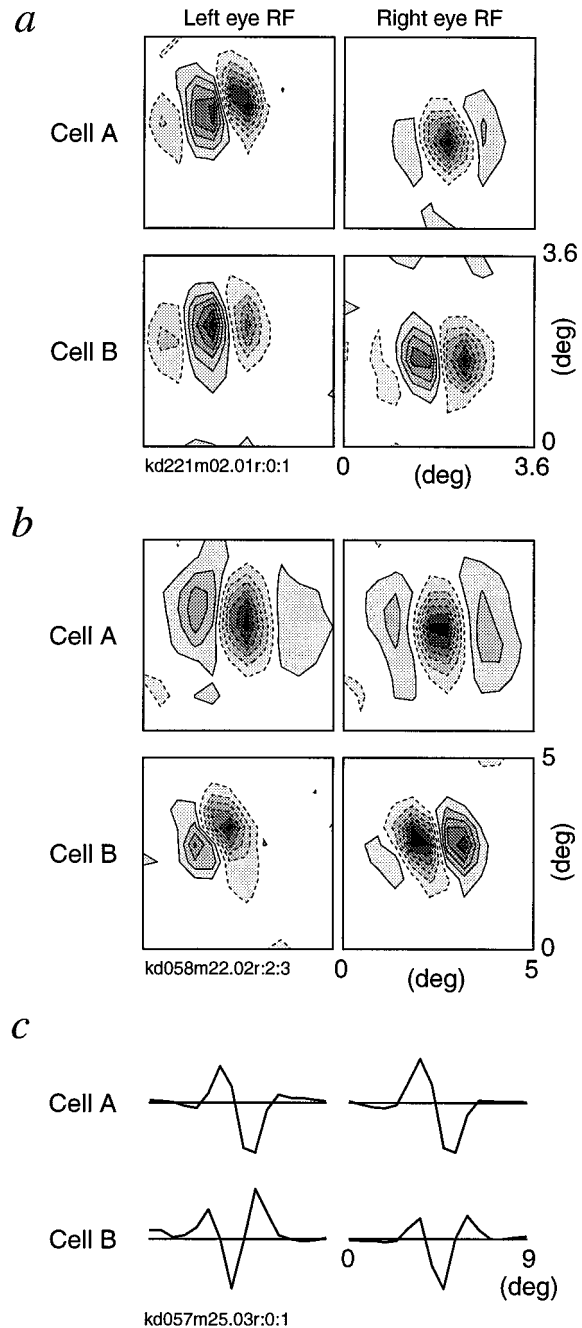 a
Left eye RF Right eye RF
Cell A
Cell B
3.6
(deg)
0
kd221m02.01r:0:1
0 (deg) 3.6
b
Cell A
Cell B
5
(deg)
0
kd058m22.02r:2:3
0 (deg) 5
c
Cell A
Cell B
0 9
(deg)
kd057m25.03r:0:1